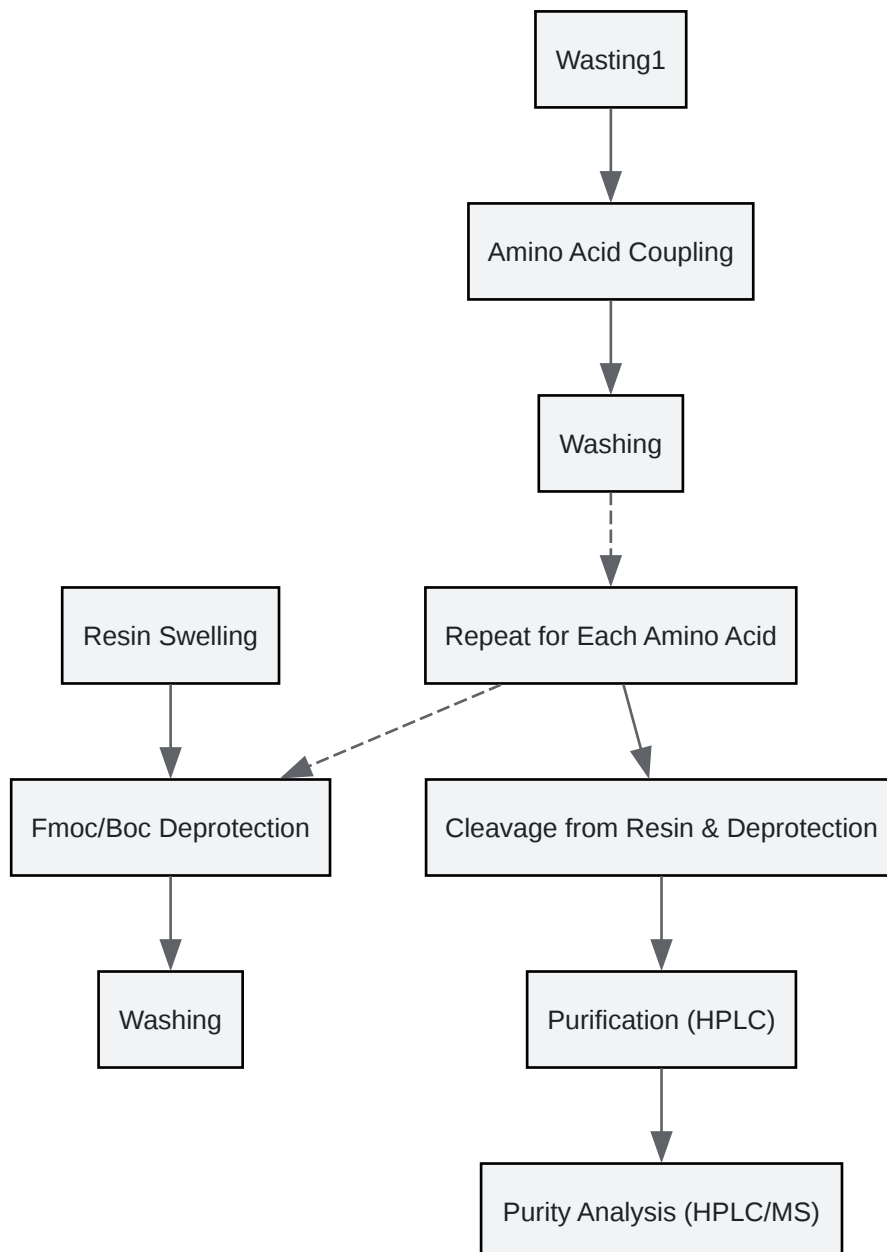 Wasting1
Amino Acid Coupling
Washing
Resin Swelling
Repeat for Each Amino Acid
Fmoc/Boc Deprotection
Cleavage from Resin & Deprotection
Washing
Purification (HPLC)
Purity Analysis (HPLC/MS)